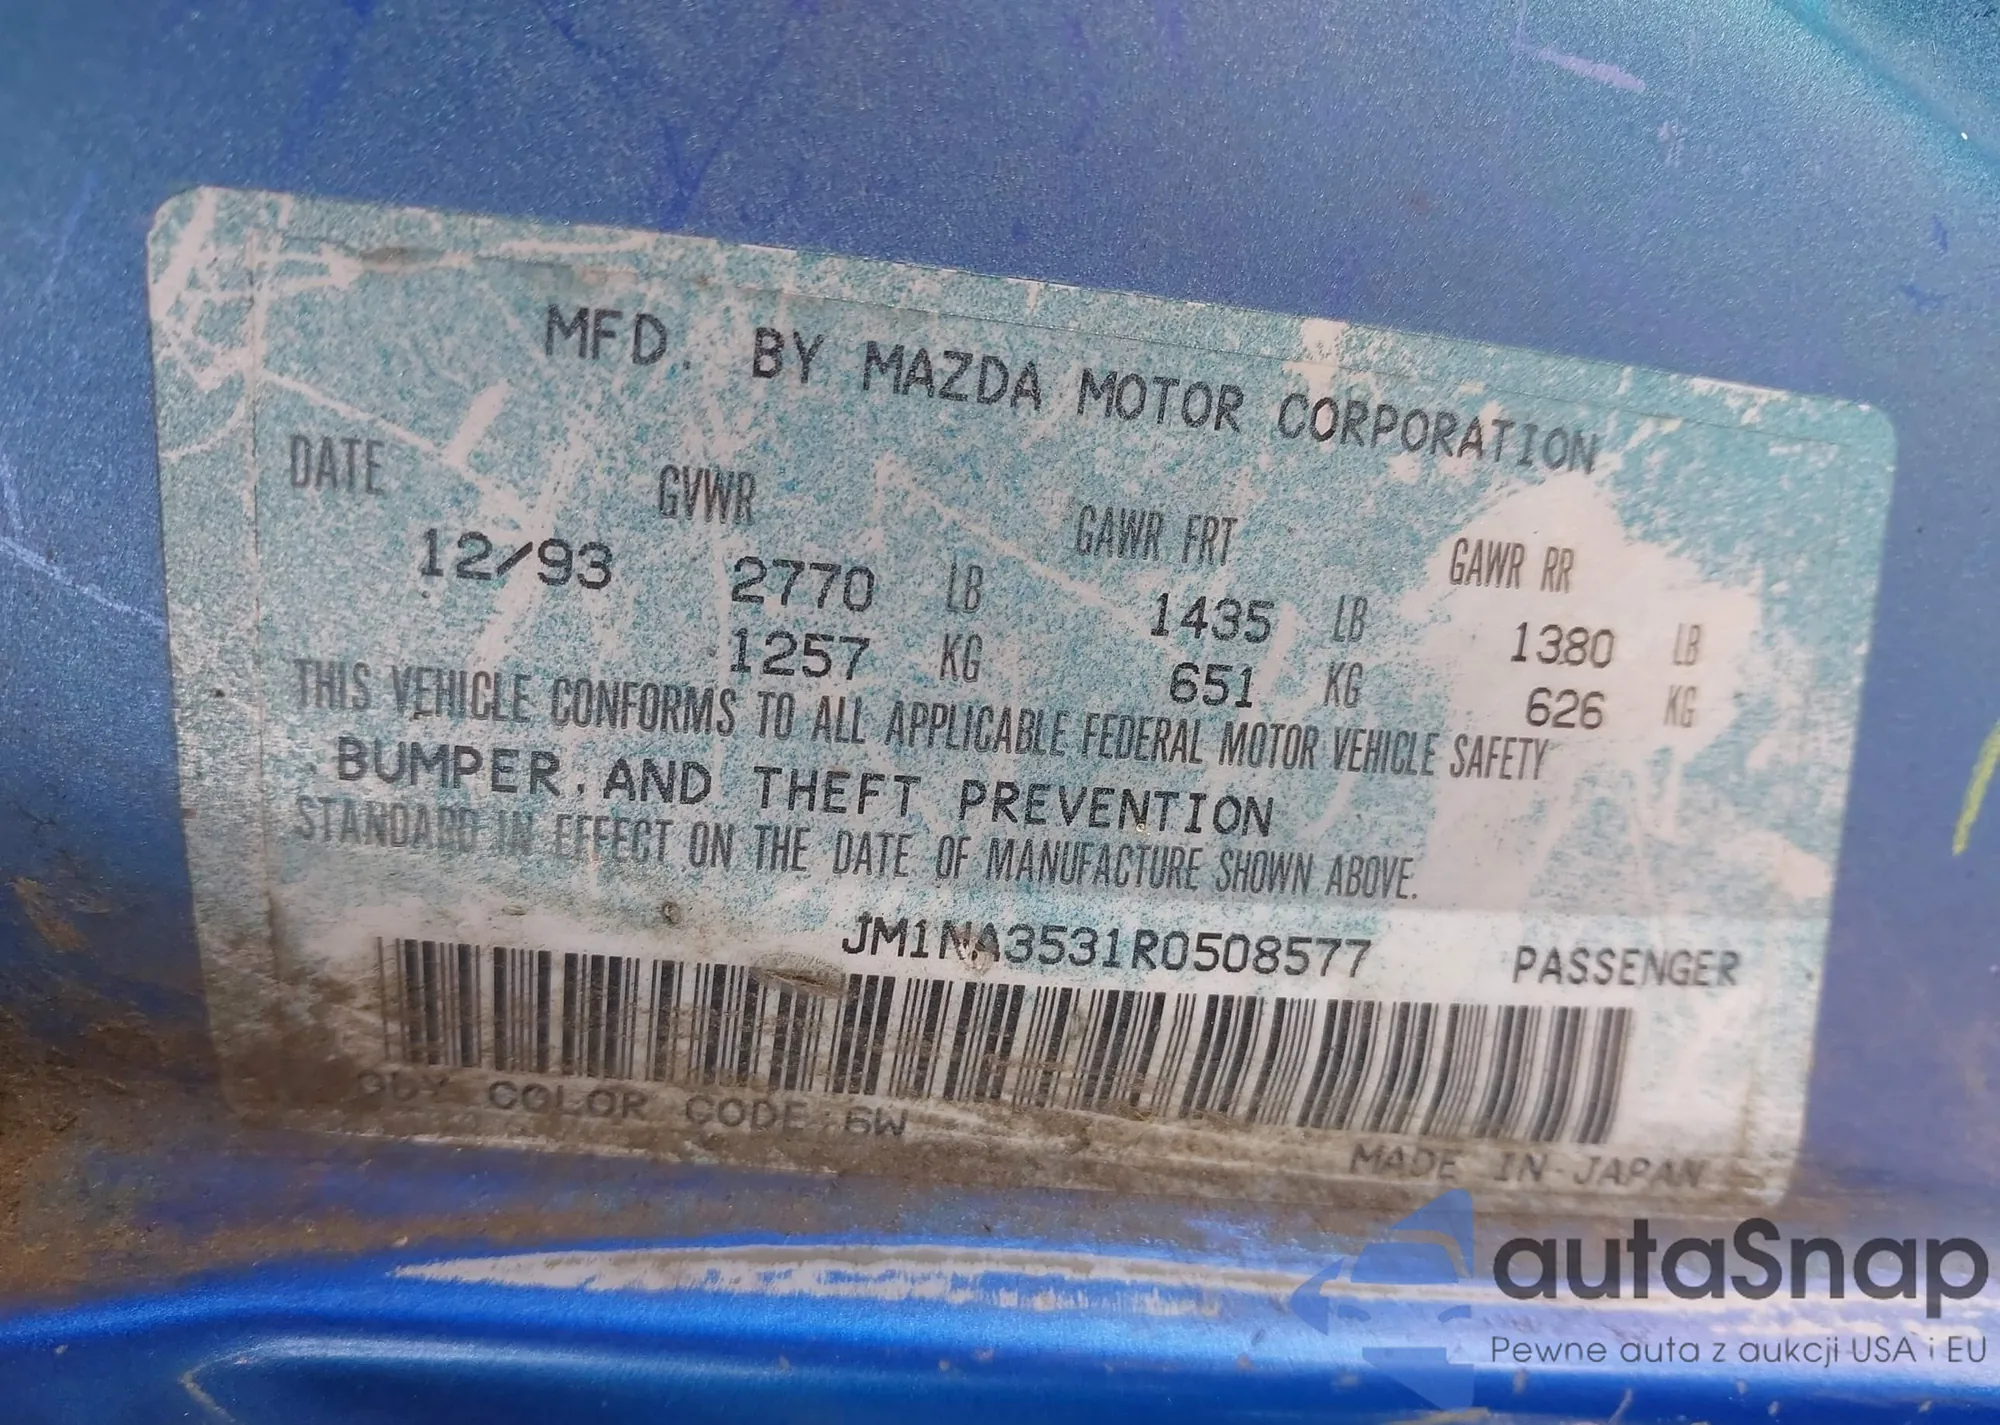 MFD. BY MAZDA MOTOR CORPORATION
DATE GVWR GAWR FRT GAWR RR
12/93 2770 LB 1435 LB 1380 LB
1257 KG 651 KG 626 KG
THIS VEHICLE CONFORMS TO ALL APPLICABLE FEDERAL MOTOR VEHICLE SAFETY
BUMPER, AND THEFT PREVENTION
STANDARD IN EFFECT ON THE DATE OF MANUFACTURE SHOWN ABOVE.
JM1NA3531R0508577 PASSENGER
BODY COLOR CODE 6W
MADE IN JAPAN
autaSnap
Pewne auta z aukcji USA i EU